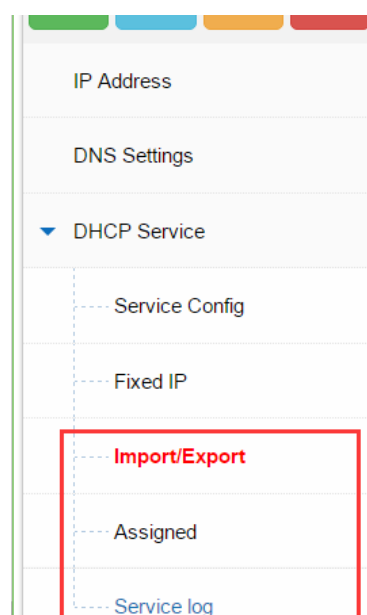 IP Address
DNS Settings
DHCP Service
Service Config
Fixed IP
Import/Export
Assigned
Service log